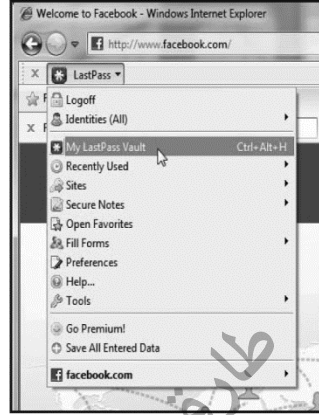 Welcome to Facebook - Windows Internet Explorer
http://www.facebook.com/
X LastPass
Logoff
Identities (All)
My LastPass Vault Ctrl+Alt+H
Recently Used
Sites
Secure Notes
Open Favorites
Fill Forms
Preferences
Help...
Tools
Go Premium!
Save All Entered Data
facebook.com